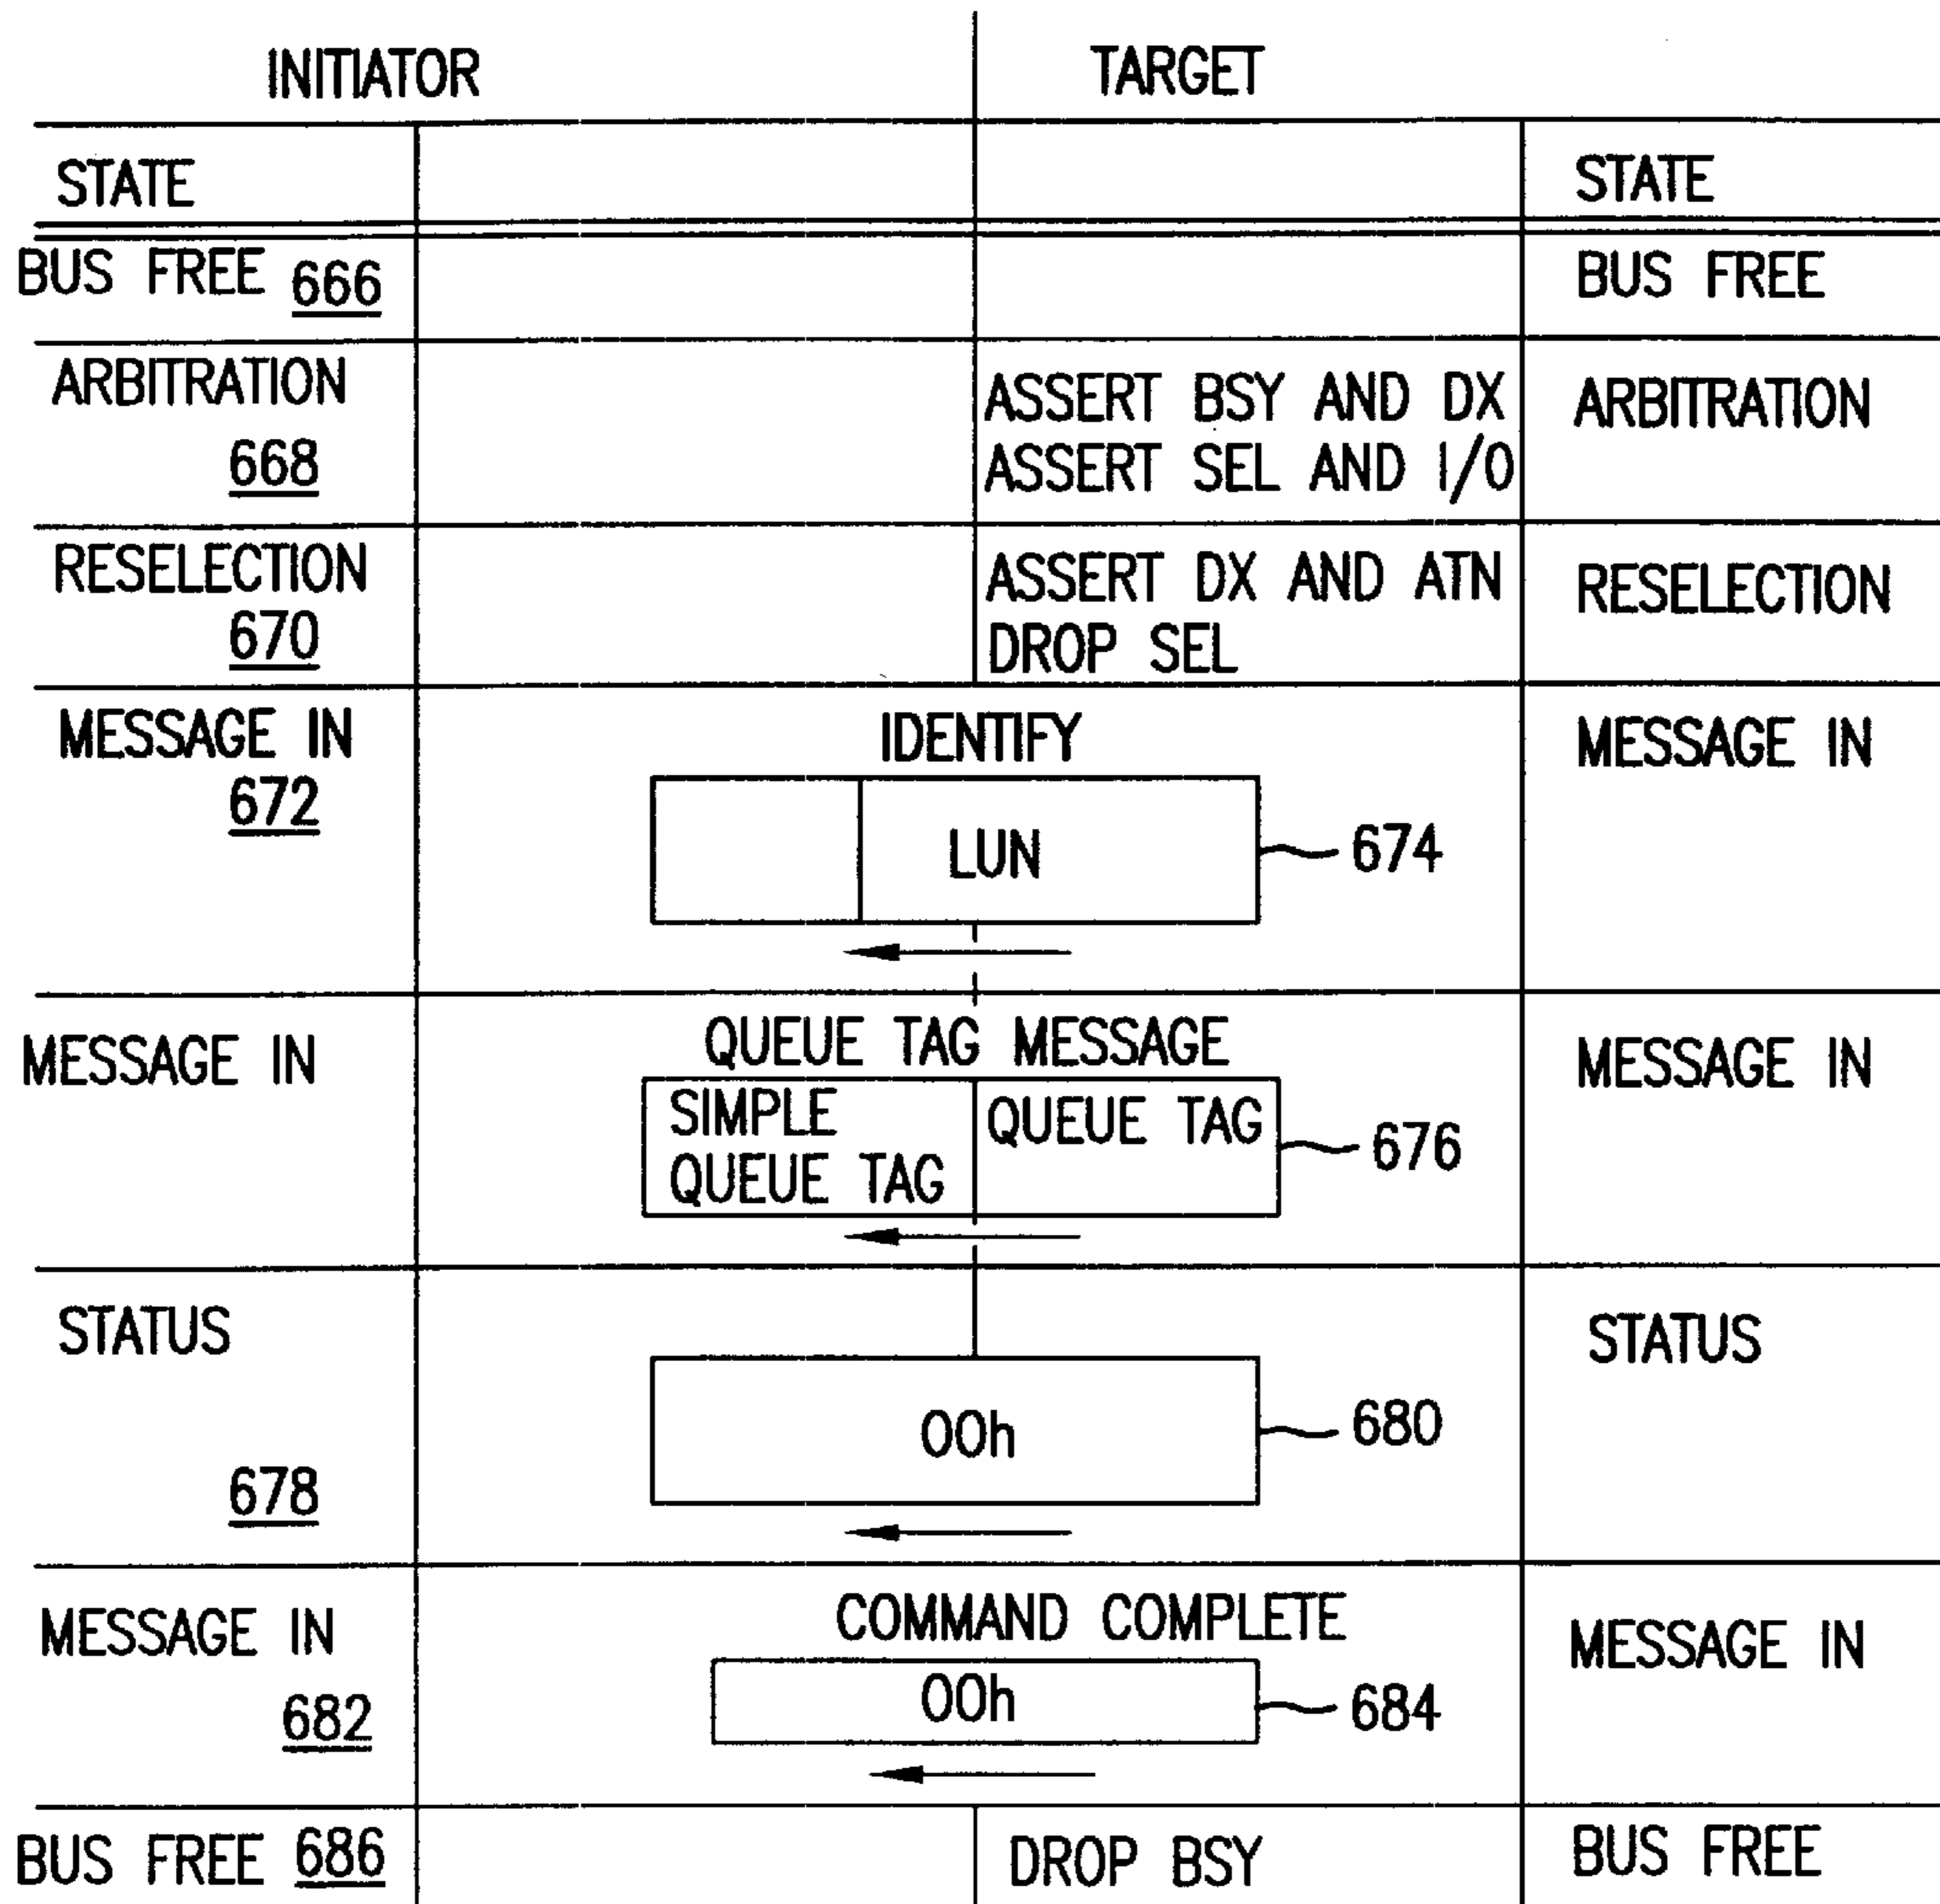 INITIATOR
TARGET
STATE
STATE
BUS FREE 666
BUS FREE
ARBITRATION
668
ASSERT BSY AND DX
ASSERT SEL AND I/O
ARBITRATION
RESELECTION
670
ASSERT DX AND ATN
DROP SEL
RESELECTION
MESSAGE IN
672
IDENTIFY
LUN
674
MESSAGE IN
MESSAGE IN
QUEUE TAG MESSAGE
SIMPLE
QUEUE TAG
QUEUE TAG
676
MESSAGE IN
STATUS
678
00h
680
STATUS
MESSAGE IN
682
COMMAND COMPLETE
00h
684
MESSAGE IN
BUS FREE 686
DROP BSY
BUS FREE